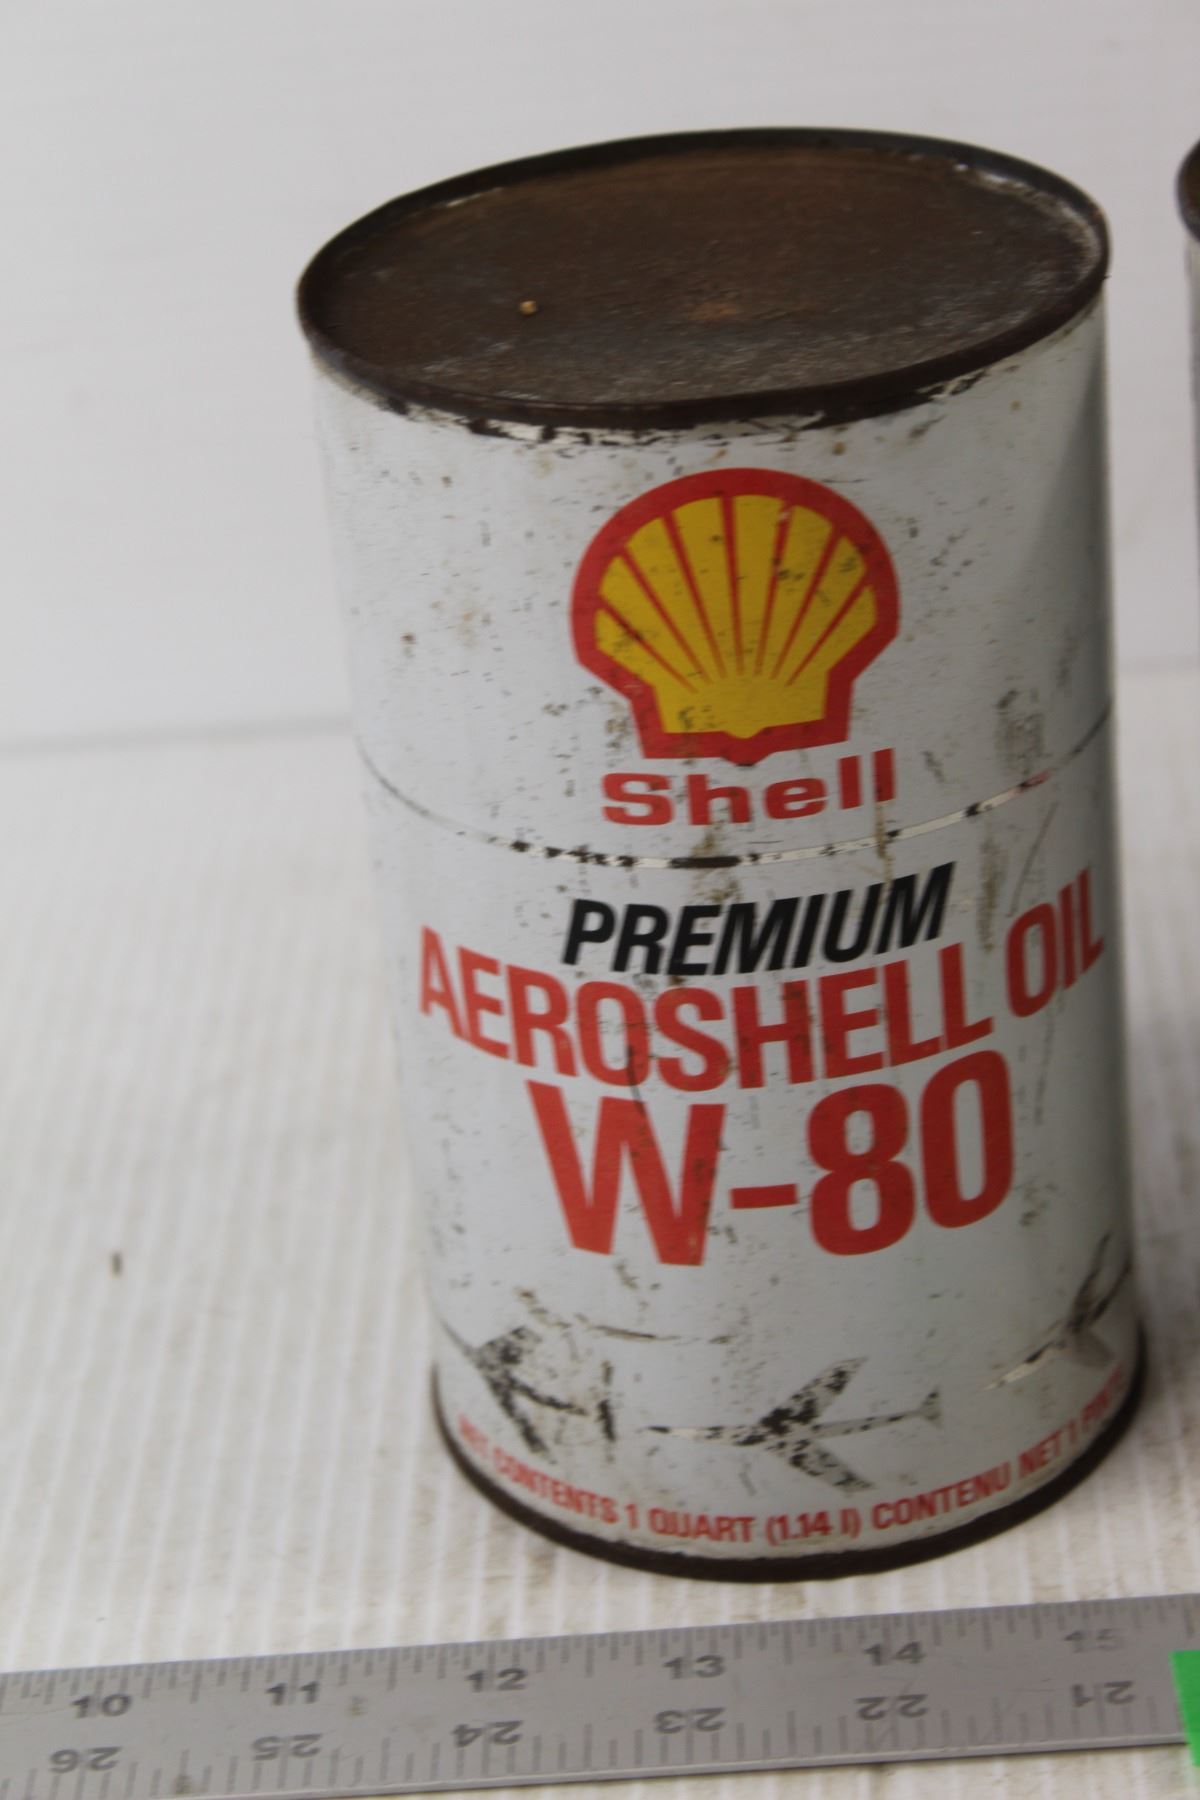 Shell
PREMIUM
AEROSHELL OIL
W-80
NET CONTENTS 1 QUART (1.14 l) CONTENU NET 1
10 11 12 13 14 15
26 25 24 23 22 21